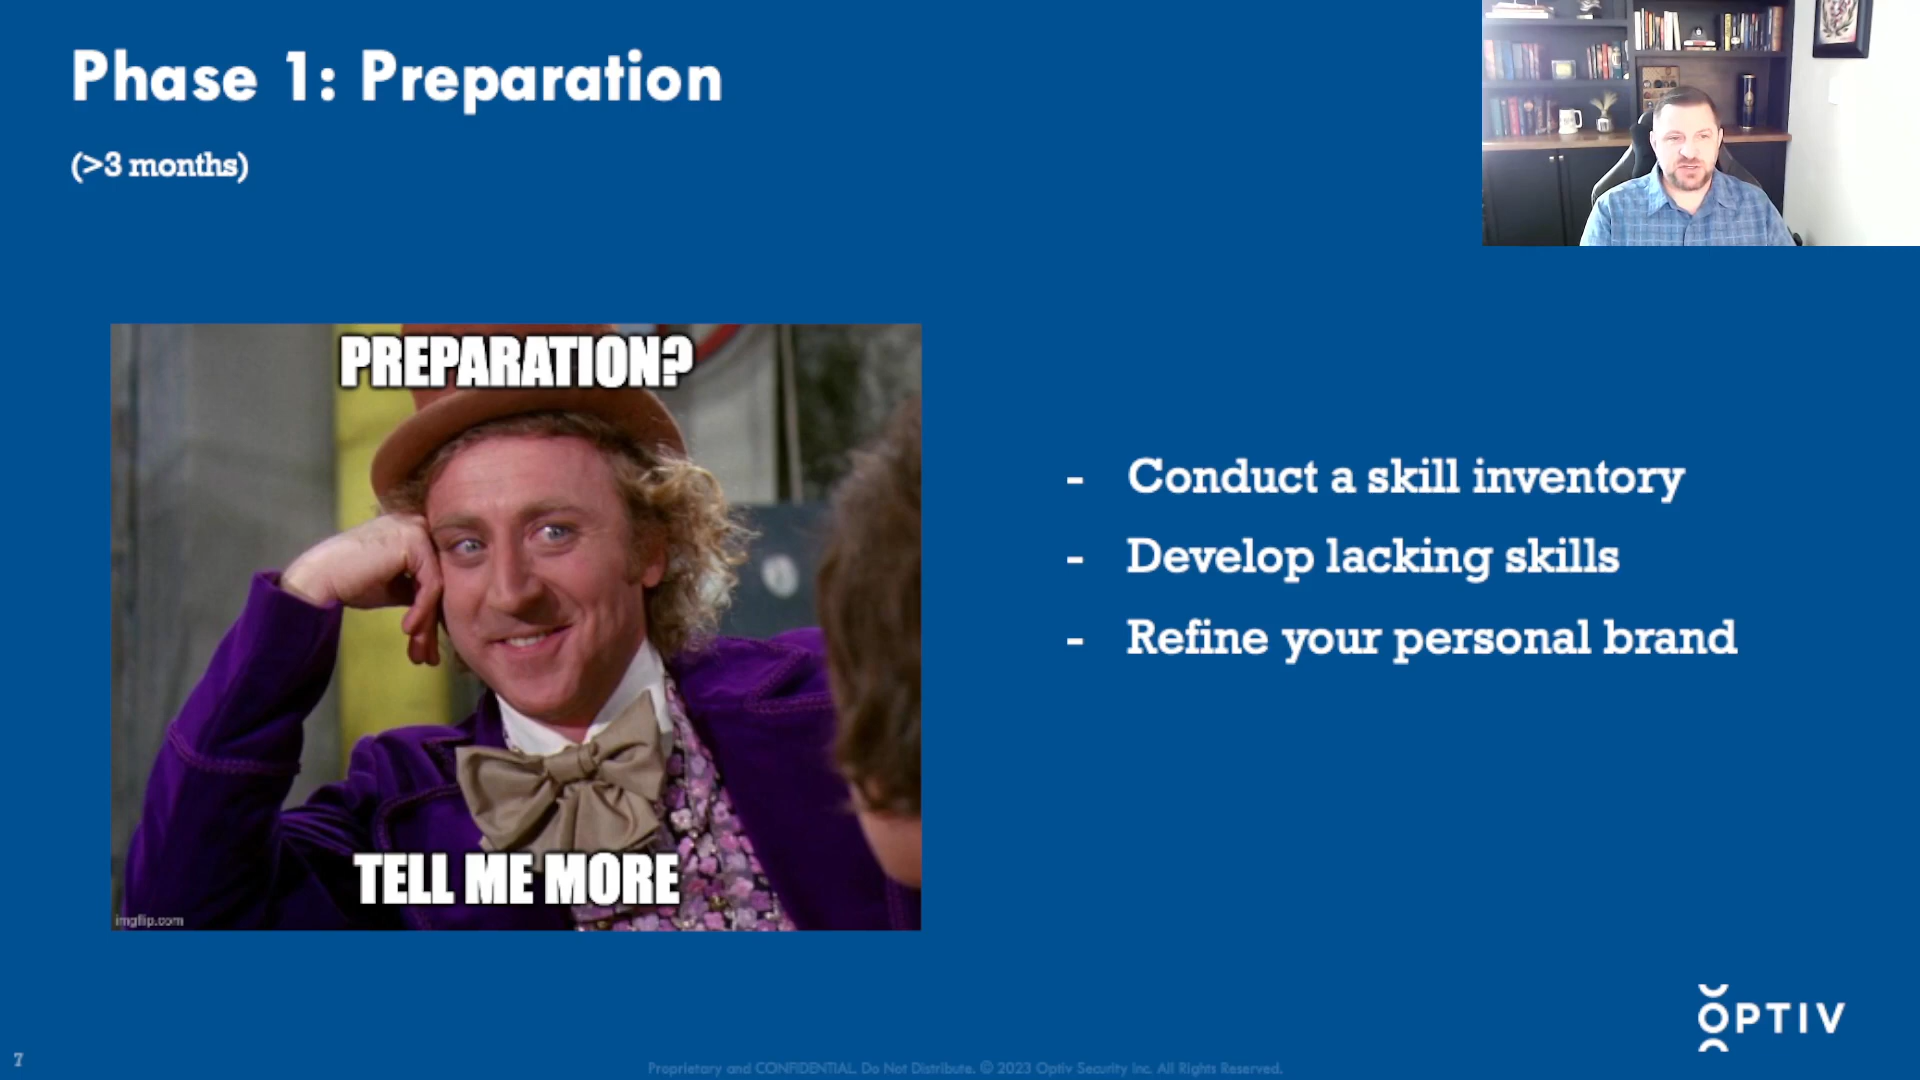 Phase 1: Preparation
(>3 months)
PREPARATION?
TELL ME MORE
imgflip.com
- Conduct a skill inventory
- Develop lacking skills
- Refine your personal brand
OPTIV
7
Proprietary and CONFIDENTIAL. Do Not Distribute. © 2023 Optiv Security Inc. All Rights Reserved.